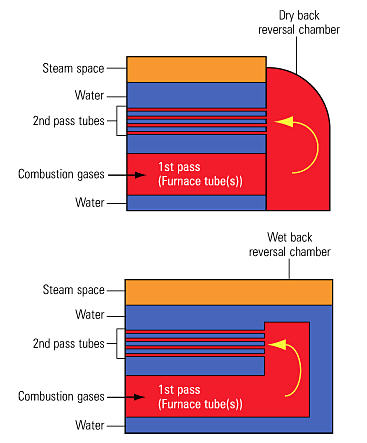 Dry back
reversal chamber
Steam space
Water
2nd pass tubes
Combustion gases
1st pass
(Furnace tube(s))
Water
Wet back
reversal chamber
Steam space
Water
2nd pass tubes
Combustion gases
1st pass
(Furnace tube(s))
Water